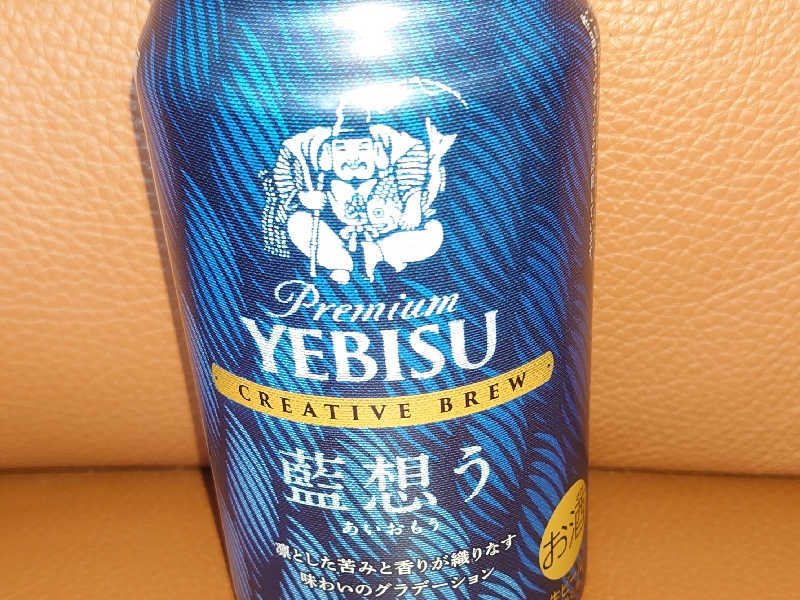 Premium
YEBISU
CREATIVE BREW
藍想う
あいおもう
凛とした苦みと香りが織りなす
味わいのグラデーション
お酒